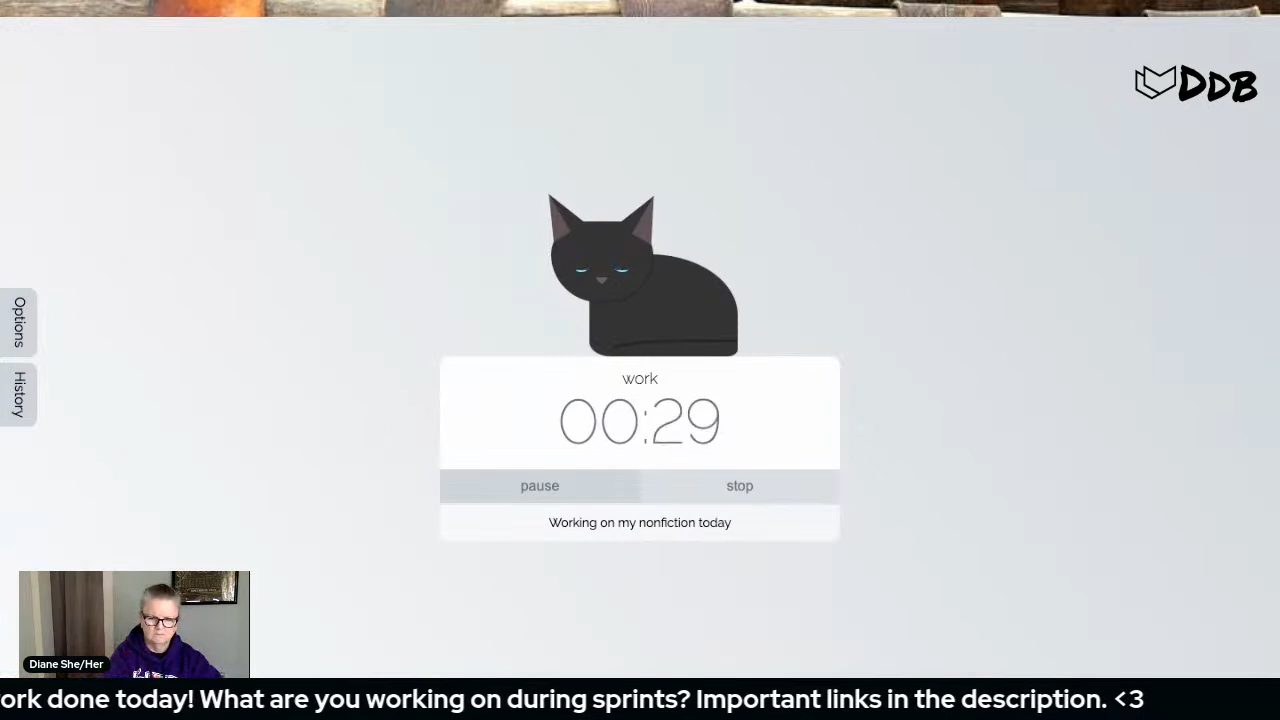 DDB
Options
History
work
00:29
pause
stop
Working on my nonfiction today
Diane She/Her
ork done today! What are you working on during sprints? Important links in the description. <3